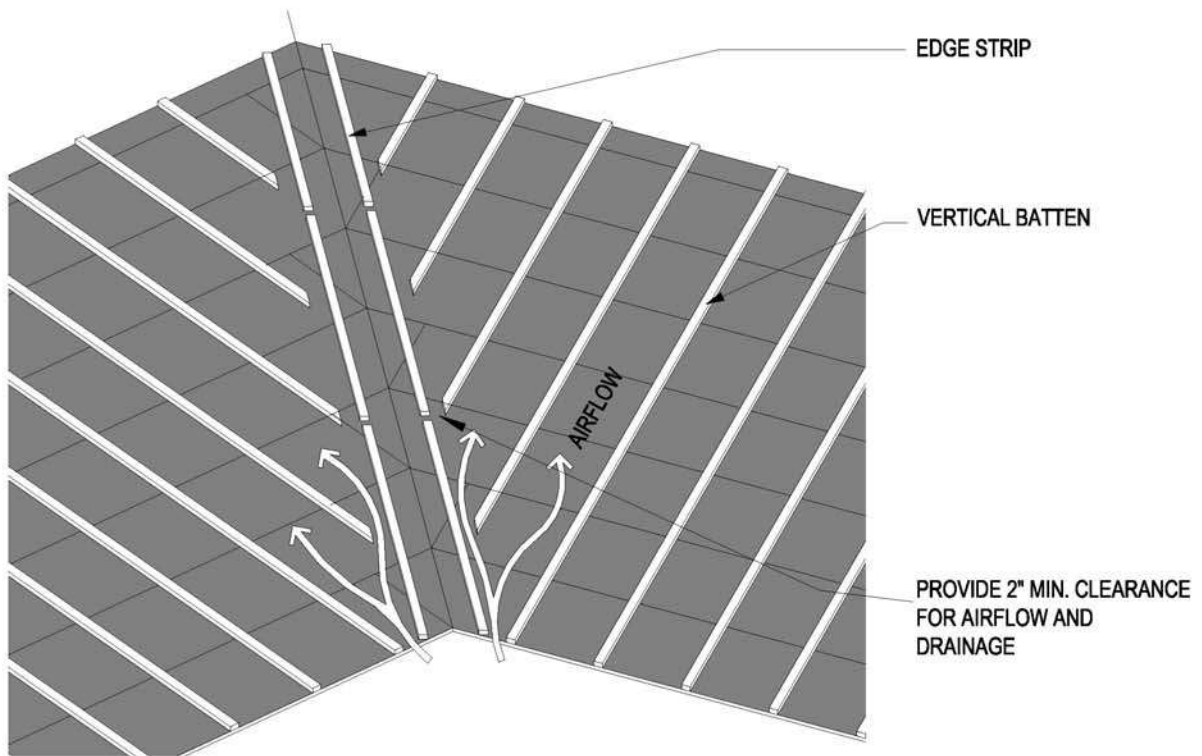 EDGE STRIP
VERTICAL BATTEN
AIRFLOW
PROVIDE 2" MIN. CLEARANCE
FOR AIRFLOW AND
DRAINAGE